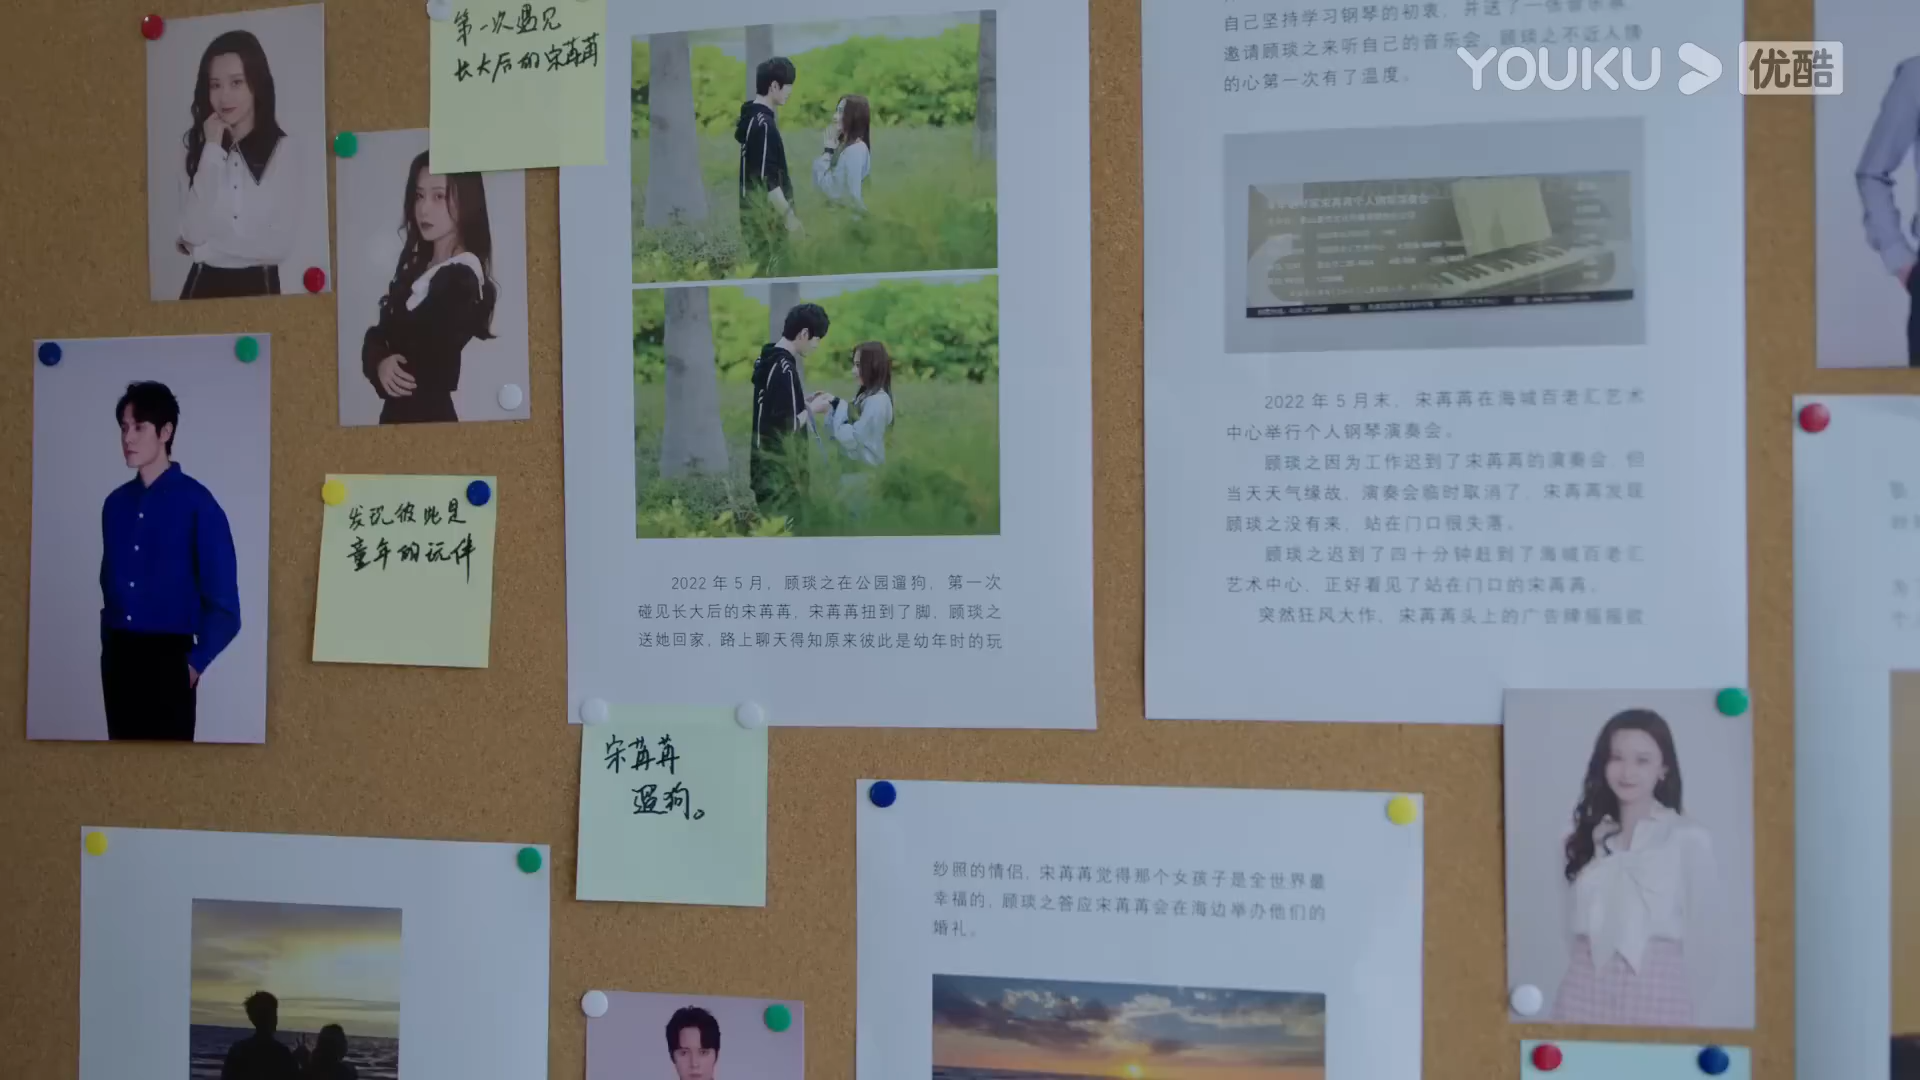 第一次遇见
长大后的宋苒苒
自己坚持学习钢琴的初衷，并送了一张音乐票，
邀请顾琰之来听自己的音乐会，顾琰之不近人情
的心第一次有了温度。
YOUKU 优酷
发现彼此是
童年的玩伴
2022年5月，顾琰之在公园遛狗，第一次
碰见长大后的宋苒苒，宋苒苒扭到了脚，顾琰之
送她回家，路上聊天得知原来彼此是幼年时的玩
2022年5月末，宋苒苒在海城百老汇艺术
中心举行个人钢琴演奏会。
顾琰之因为工作迟到了宋苒苒的演奏会，但
当天天气缘故，演奏会临时取消了，宋苒苒发现
顾琰之没有来，站在门口很失落。
顾琰之迟到了四十分钟赶到了海城百老汇
艺术中心，正好看见了站在门口的宋苒苒。
突然狂风大作，宋苒苒头上的广告牌摇摇欲
宋苒苒
遛狗。
纱照的情侣，宋苒苒觉得那个女孩子是全世界最
幸福的，顾琰之答应宋苒苒会在海边举办他们的
婚礼。